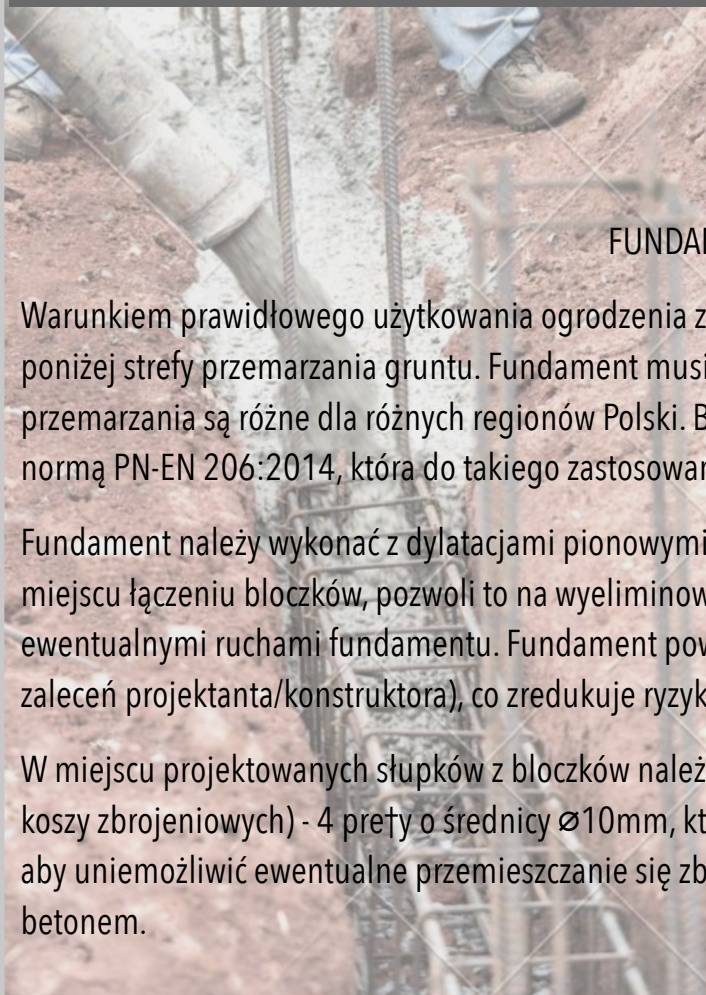 FUNDA
Warunkiem prawidłowego użytkowania ogrodzenia z
poniżej strefy przemarzania gruntu. Fundament musi
przemarzania są różne dla różnych regionów Polski. B
normą PN-EN 206:2014, która do takiego zastosowan
Fundament należy wykonać z dylatacjami pionowymi
miejscu łączeniu bloczków, pozwoli to na wyeliminow
ewentualnymi ruchami fundamentu. Fundament pow
zaleceń projektanta/konstruktora), co zredukuje ryzyk
W miejscu projektowanych słupków z bloczków należ
koszy zbrojeniowych) - 4 pre†y o średnicy ⌀10mm, kt
aby uniemożliwić ewentualne przemieszczanie się zb
betonem.